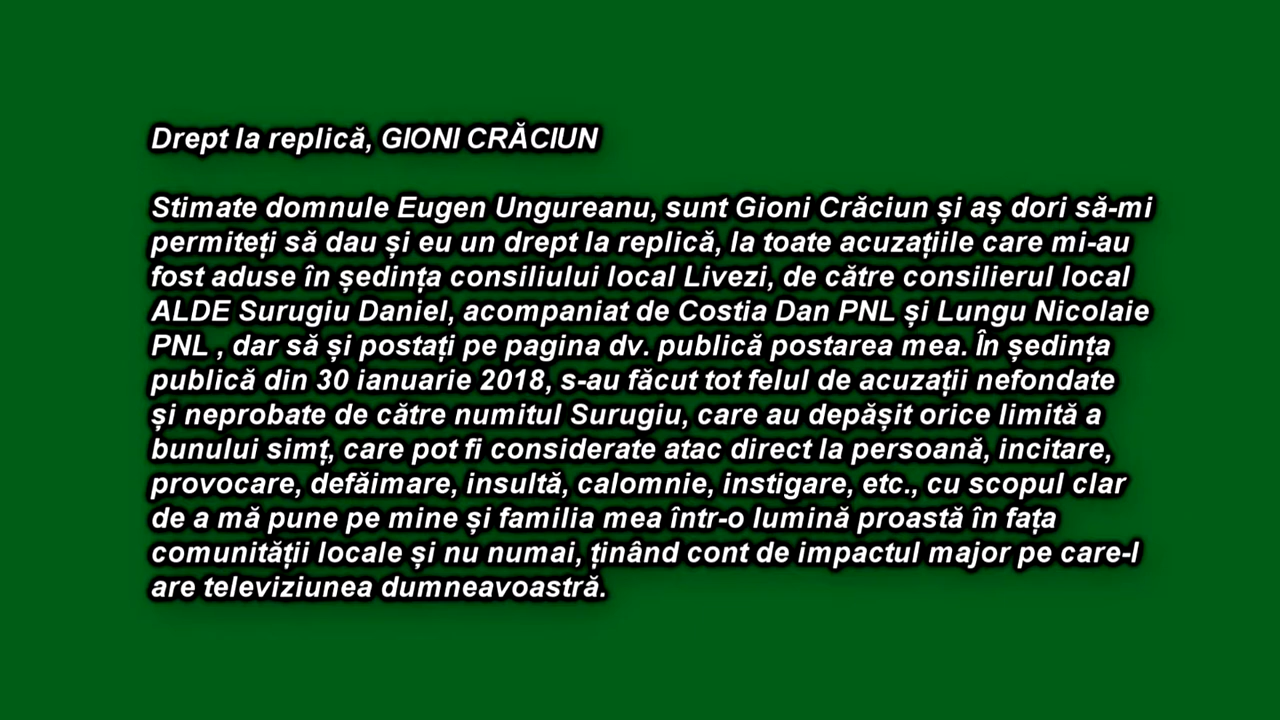 Drept la replică, GIONI CRĂCIUN
Stimate domnule Eugen Ungureanu, sunt Gioni Crăciun și aș dori să-mi
permiteți să dau și eu un drept la replică, la toate acuzațiile care mi-au
fost aduse în ședința consiliului local Livezi, de către consilierul local
ALDE Surugiu Daniel, acompaniat de Costia Dan PNL și Lungu Nicolaie
PNL , dar să și postați pe pagina dv. publică postarea mea. În ședința
publică din 30 ianuarie 2018, s-au făcut tot felul de acuzații nefondate
și neprobate de către numitul Surugiu, care au depășit orice limită a
bunului simț, care pot fi considerate atac direct la persoană, incitare,
provocare, defăimare, insultă, calomnie, instigare, etc., cu scopul clar
de a mă pune pe mine și familia mea într-o lumină proastă în fața
comunității locale și nu numai, ținând cont de impactul major pe care-l
are televiziunea dumneavoastră.